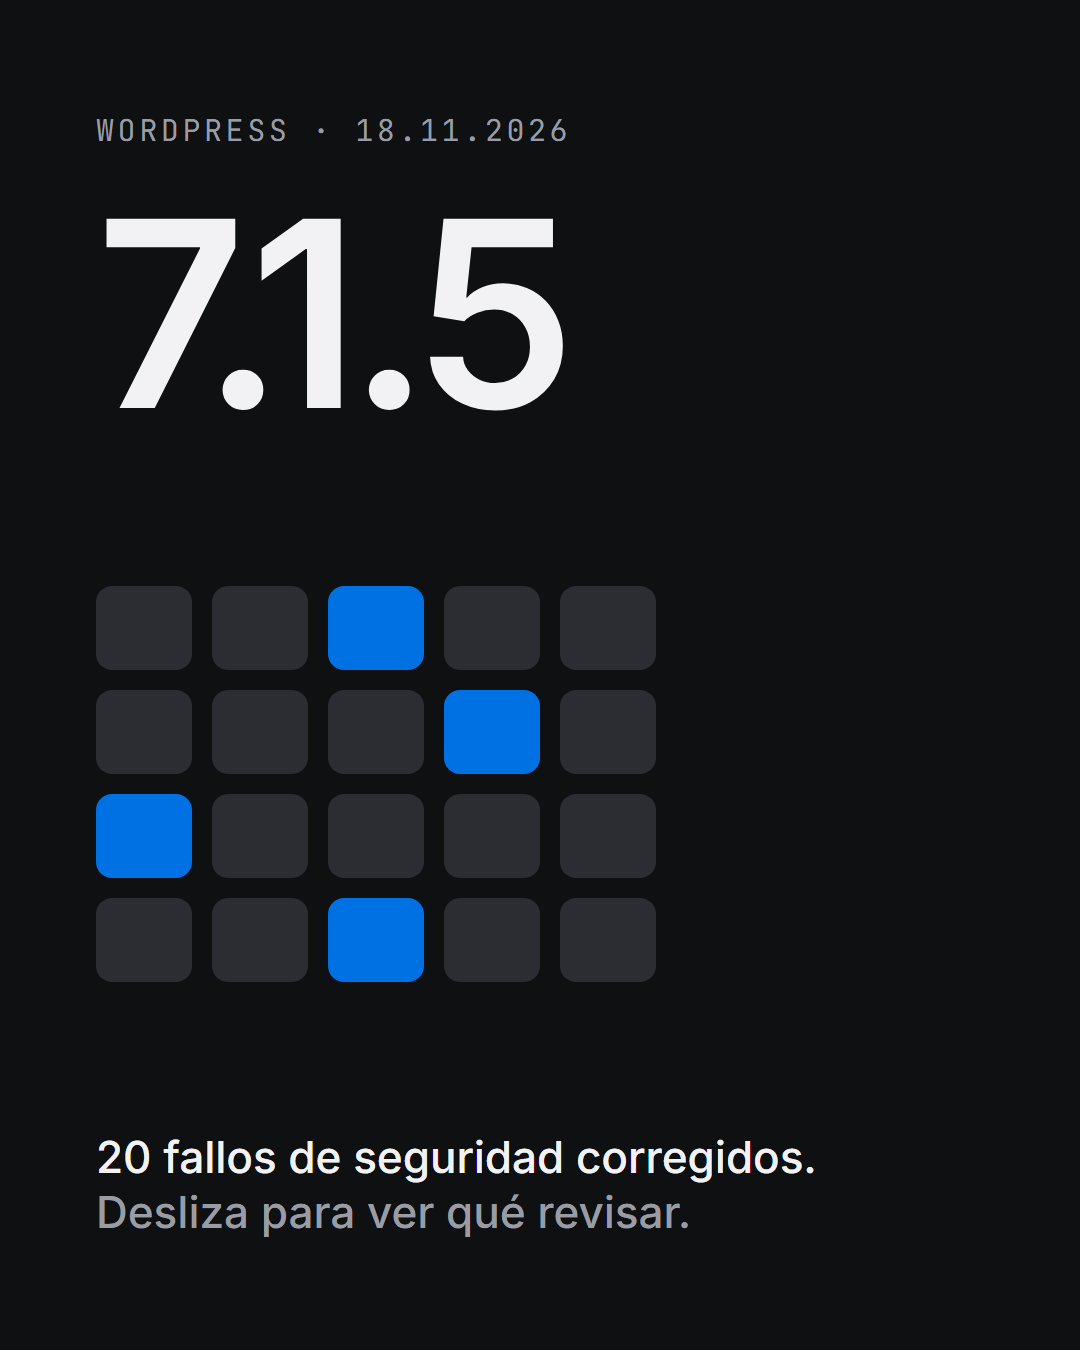 WORDPRESS · 18.11.2026
7.1.5
20 fallos de seguridad corregidos.
Desliza para ver qué revisar.